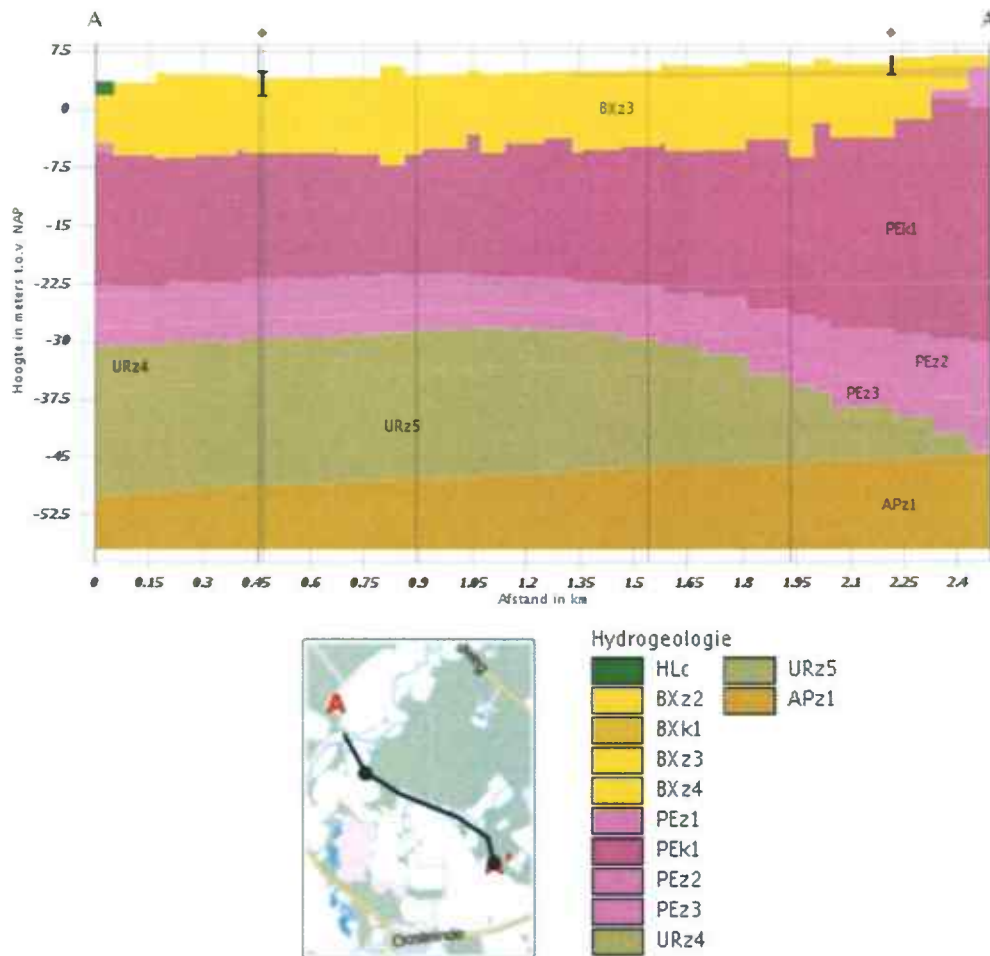 A A'
7.5
0
-7.5
-15
-22.5
-30
-37.5
-45
-52.5
Hoogte in meters t.o.v. NAP
BXz3
PEk1
PEz2
PEz3
URz4
URz5
APz1
0 0.15 0.3 0.45 0.6 0.75 0.9 1.05 1.2 1.35 1.5 1.65 1.8 1.95 2.1 2.25 2.4
Afstand in km
A
A'
Oosteinde
Hydrogeologie
HLc URz5
BXz2 APz1
BXk1
BXz3
BXz4
PEz1
PEk1
PEz2
PEz3
URz4